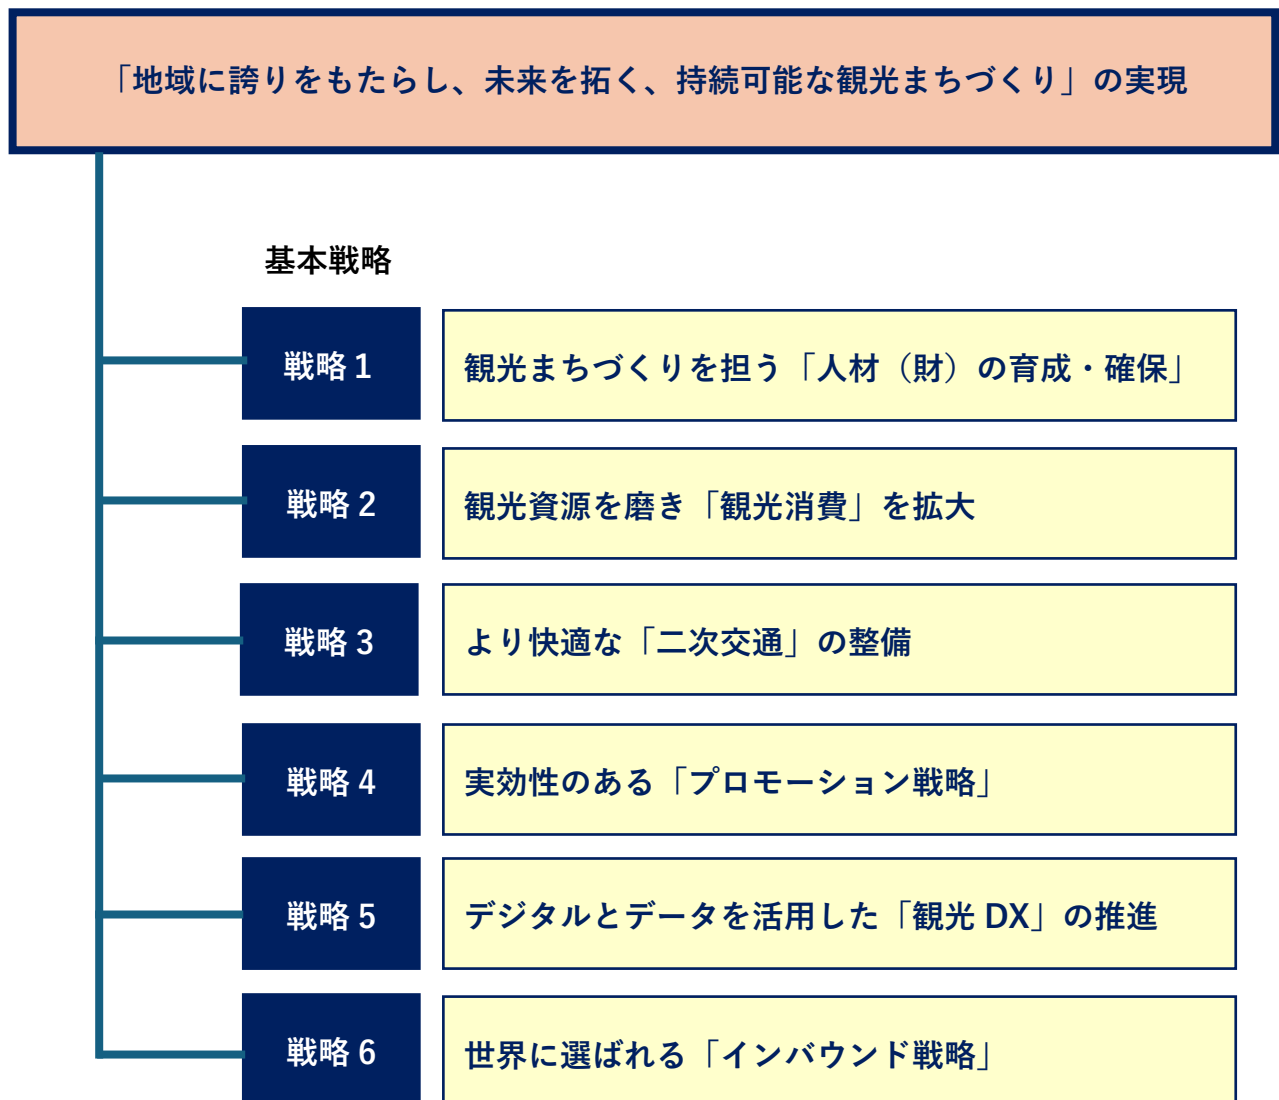 「地域に誇りをもたらし、未来を拓く、持続可能な観光まちづくり」の実現
基本戦略
戦略 1
観光まちづくりを担う「人材（財）の育成・確保」
戦略 2
観光資源を磨き「観光消費」を拡大
戦略 3
より快適な「二次交通」の整備
戦略 4
実効性のある「プロモーション戦略」
戦略 5
デジタルとデータを活用した「観光 DX」の推進
戦略 6
世界に選ばれる「インバウンド戦略」